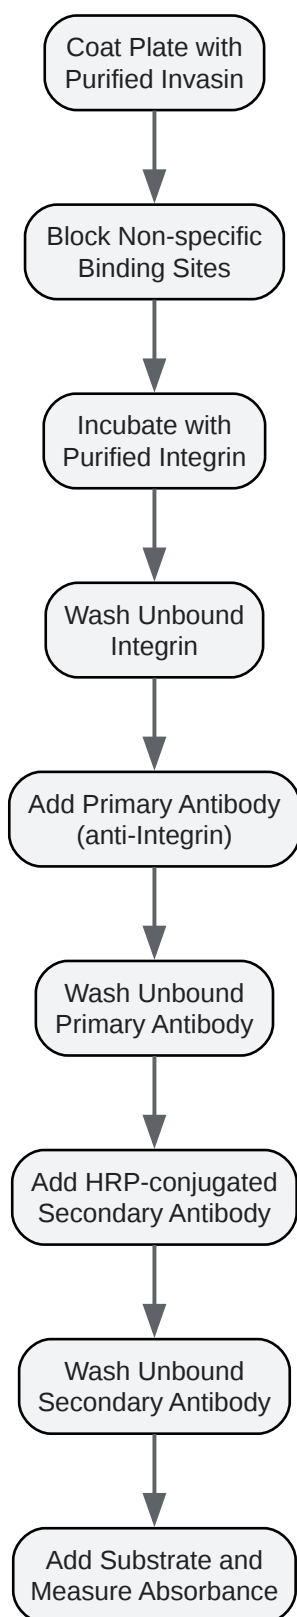 Coat Plate with
Purified Invasin
Block Non-specific
Binding Sites
Incubate with
Purified Integrin
Wash Unbound
Integrin
Add Primary Antibody
(anti-Integrin)
Wash Unbound
Primary Antibody
Add HRP-conjugated
Secondary Antibody
Wash Unbound
Secondary Antibody
Add Substrate and
Measure Absorbance